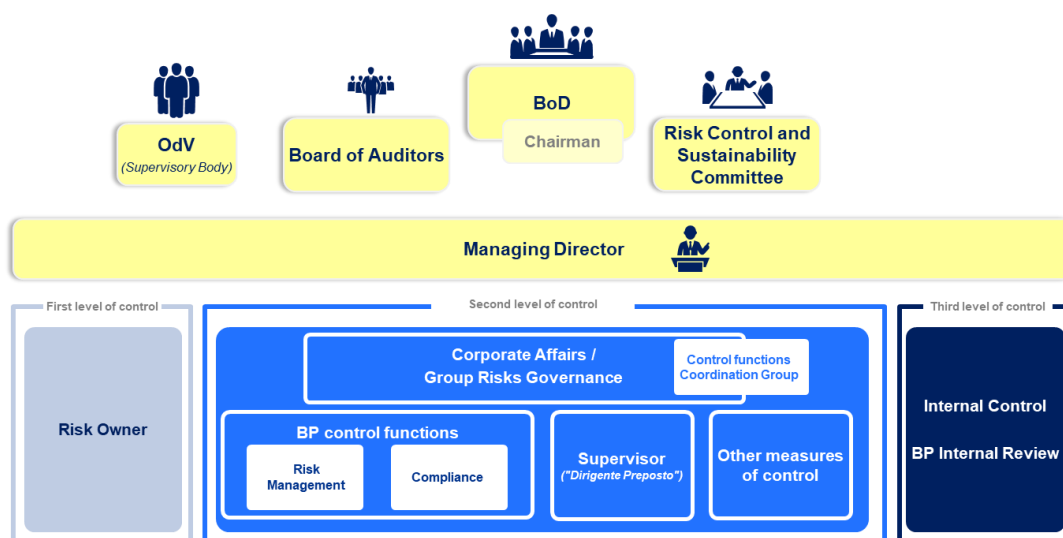 BoD
Chairman
OdV
(Supervisory Body)
Board of Auditors
Risk Control and
Sustainability
Committee
Managing Director
First level of control
Second level of control
Third level of control
Risk Owner
Corporate Affairs /
Group Risks Governance
Control functions
Coordination Group
BP control functions
Risk
Management
Compliance
Supervisor
("Dirigente Preposto")
Other measures
of control
Internal Control
BP Internal Review